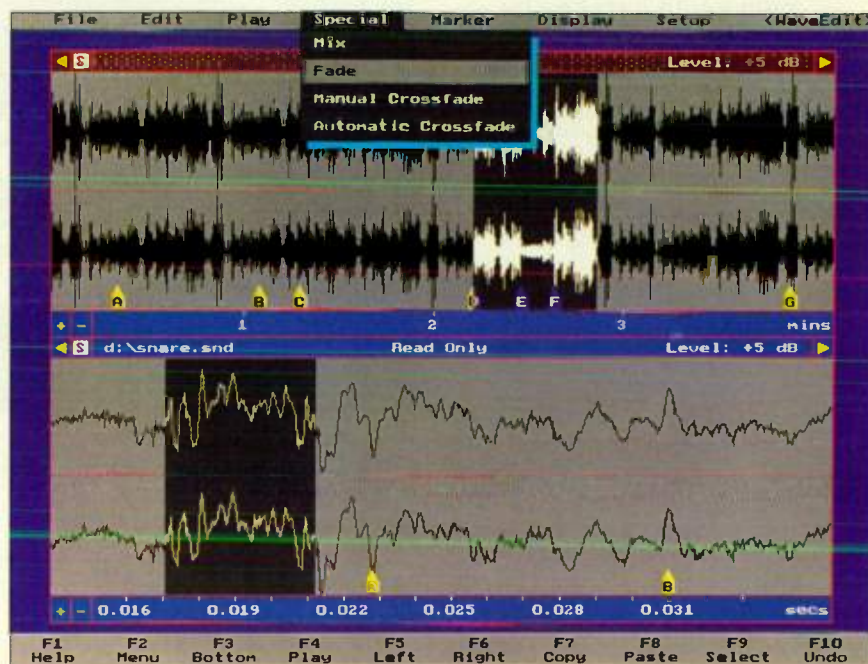 File Edit Play Special Marker Display Setup <WaveEdit>
Mix
S Level: +5 dB
Fade
Manual Crossfade
Automatic Crossfade
A B C D E F G
+ - 1 2 3 mins
S d:\snare.snd Read Only Level: +5 dB
B
+ - 0.016 0.019 0.022 0.025 0.028 0.031 secs
F1 F2 F3 F4 F5 F6 F7 F8 F9 F10
Help Menu Bottom Play Left Right Copy Paste Select Undo